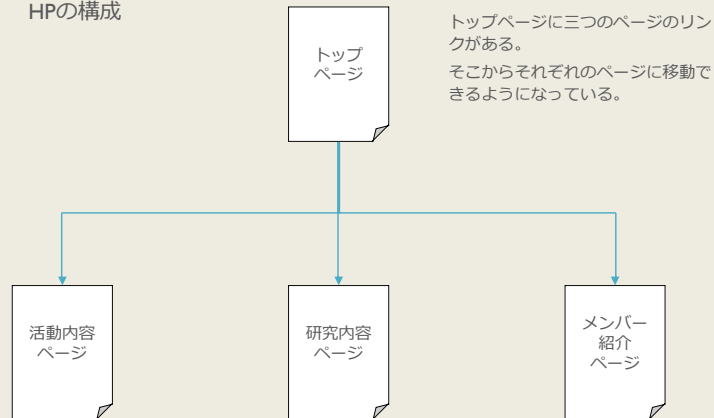 HPの構成
トップページに三つのページのリン
クがある。
そこからそれぞれのページに移動で
きるようになっている。
トップ
ページ
活動内容
ページ
研究内容
ページ
メンバー
紹介
ページ